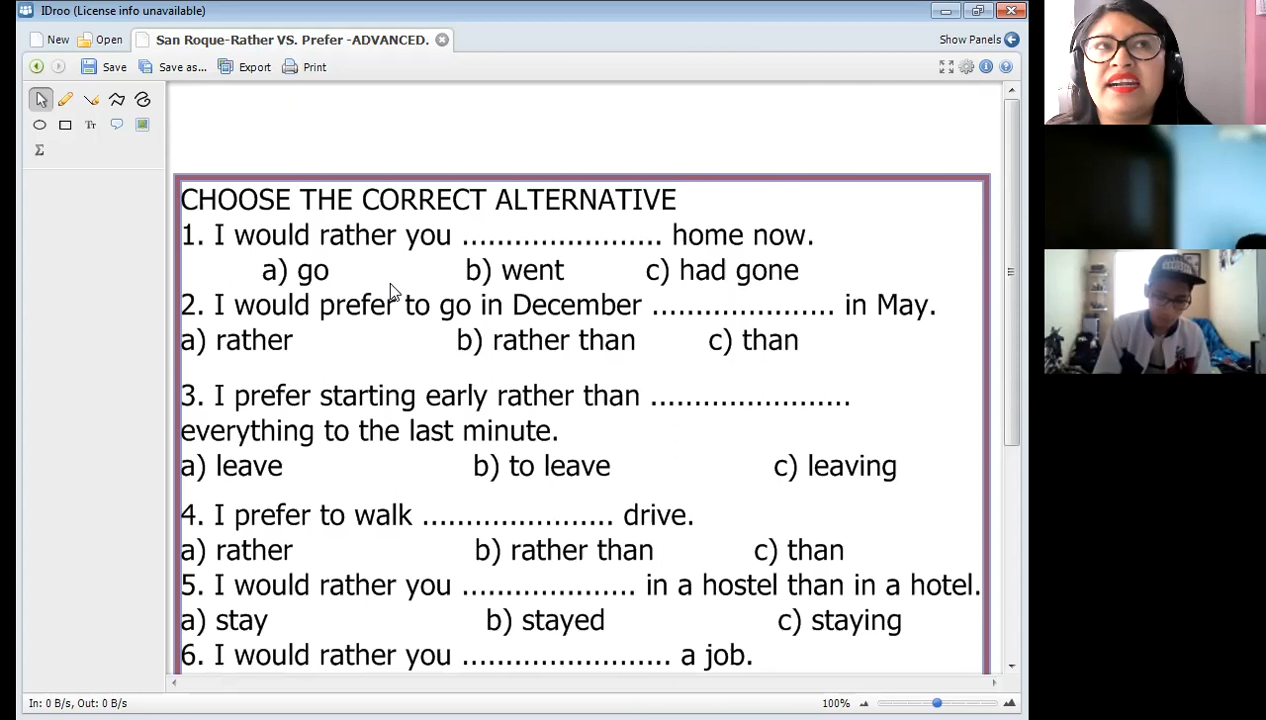 IDroo (License info unavailable)
New Open San Roque-Rather VS. Prefer -ADVANCED. Show Panels
Save Save as... Export Print
Tr
Σ
CHOOSE THE CORRECT ALTERNATIVE
1. I would rather you ....................... home now.
a) go b) went c) had gone
2. I would prefer to go in December ..................... in May.
a) rather b) rather than c) than
3. I prefer starting early rather than .......................
everything to the last minute.
a) leave b) to leave c) leaving
4. I prefer to walk ...................... drive.
a) rather b) rather than c) than
5. I would rather you .................... in a hostel than in a hotel.
a) stay b) stayed c) staying
6. I would rather you ........................ a job.
In: 0 B/s, Out: 0 B/s 100%